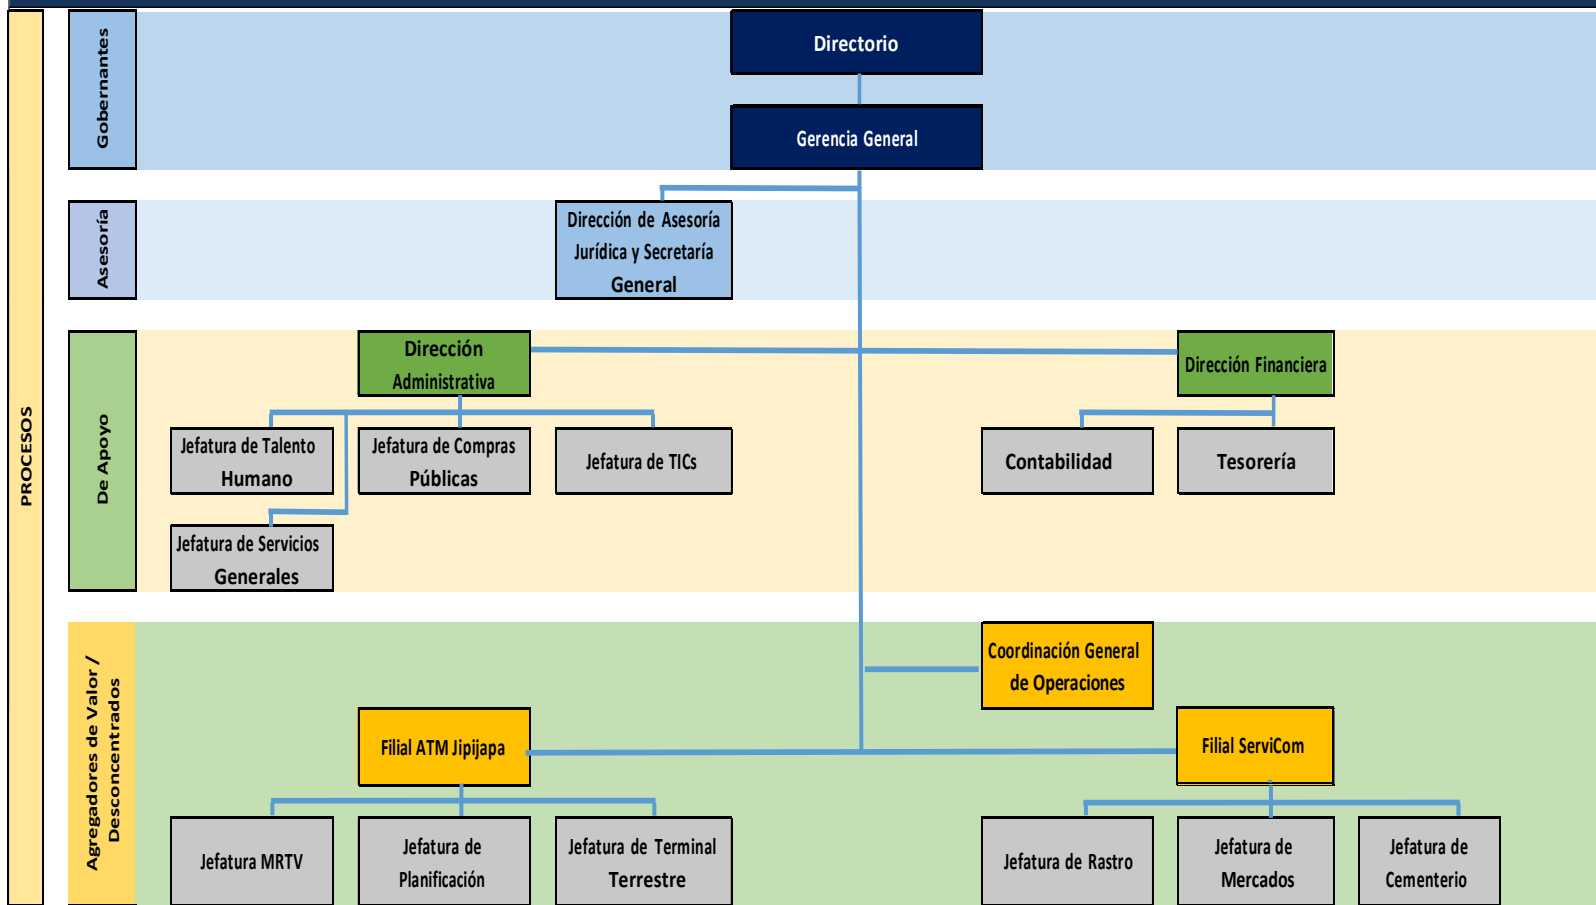 PROCESOS
Gobernantes
Directorio
Gerencia General
Asesoría
Dirección de Asesoría
Jurídica y Secretaría
General
De Apoyo
Dirección
Administrativa
Dirección Financiera
Jefatura de Talento
Humano
Jefatura de Compras
Públicas
Jefatura de TICs
Contabilidad
Tesorería
Jefatura de Servicios
Generales
Agregadores de Valor /
Desconcentrados
Coordinación General
de Operaciones
Filial ATM Jipijapa
Filial ServiCom
Jefatura MRTV
Jefatura de
Planificación
Jefatura de Terminal
Terrestre
Jefatura de Rastro
Jefatura de
Mercados
Jefatura de
Cementerio